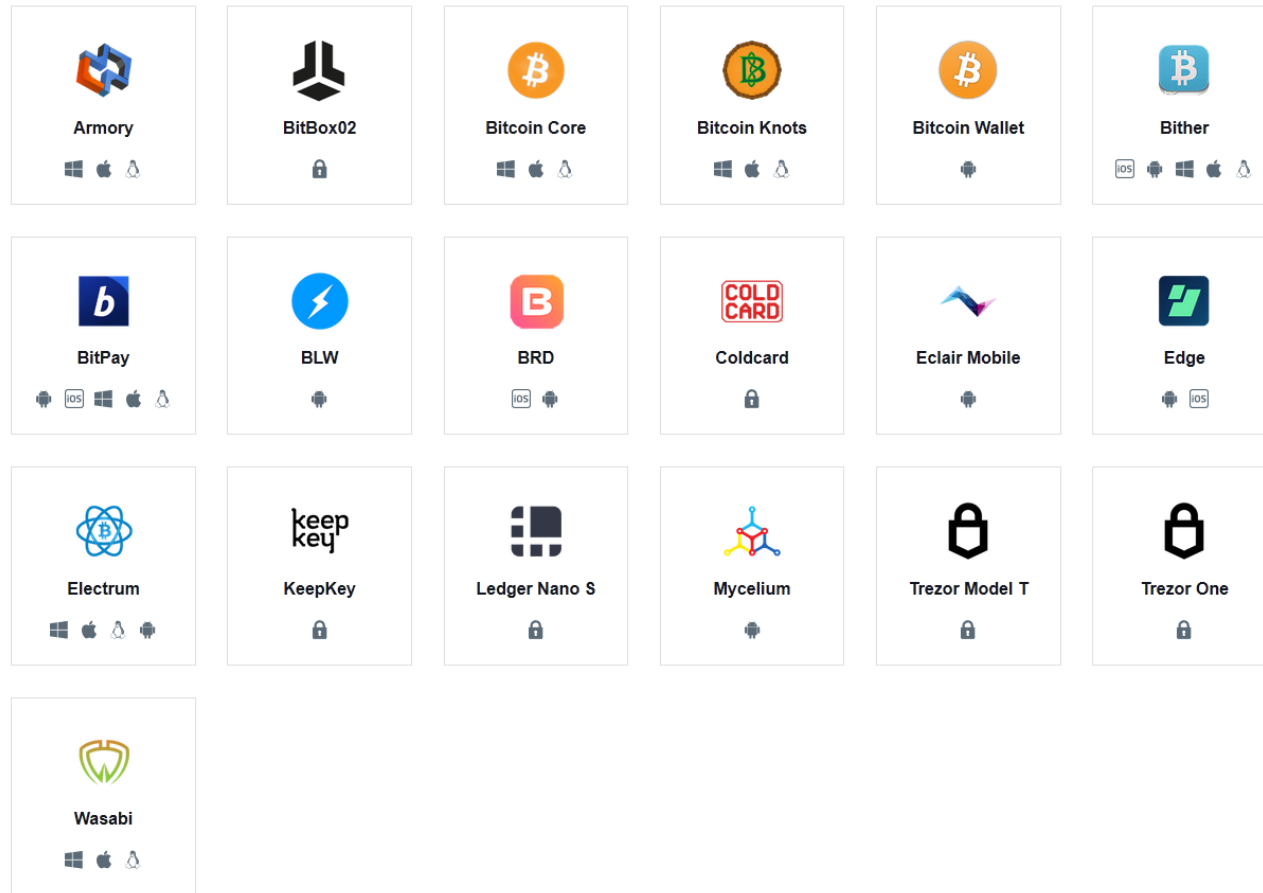 Armory
BitBox02
Bitcoin Core
Bitcoin Knots
Bitcoin Wallet
Bither
iOS
b
BitPay
iOS
BLW
B
BRD
iOS
COLD
CARD
Coldcard
Eclair Mobile
Edge
iOS
Electrum
keep
key
KeepKey
Ledger Nano S
Mycelium
Trezor Model T
Trezor One
Wasabi